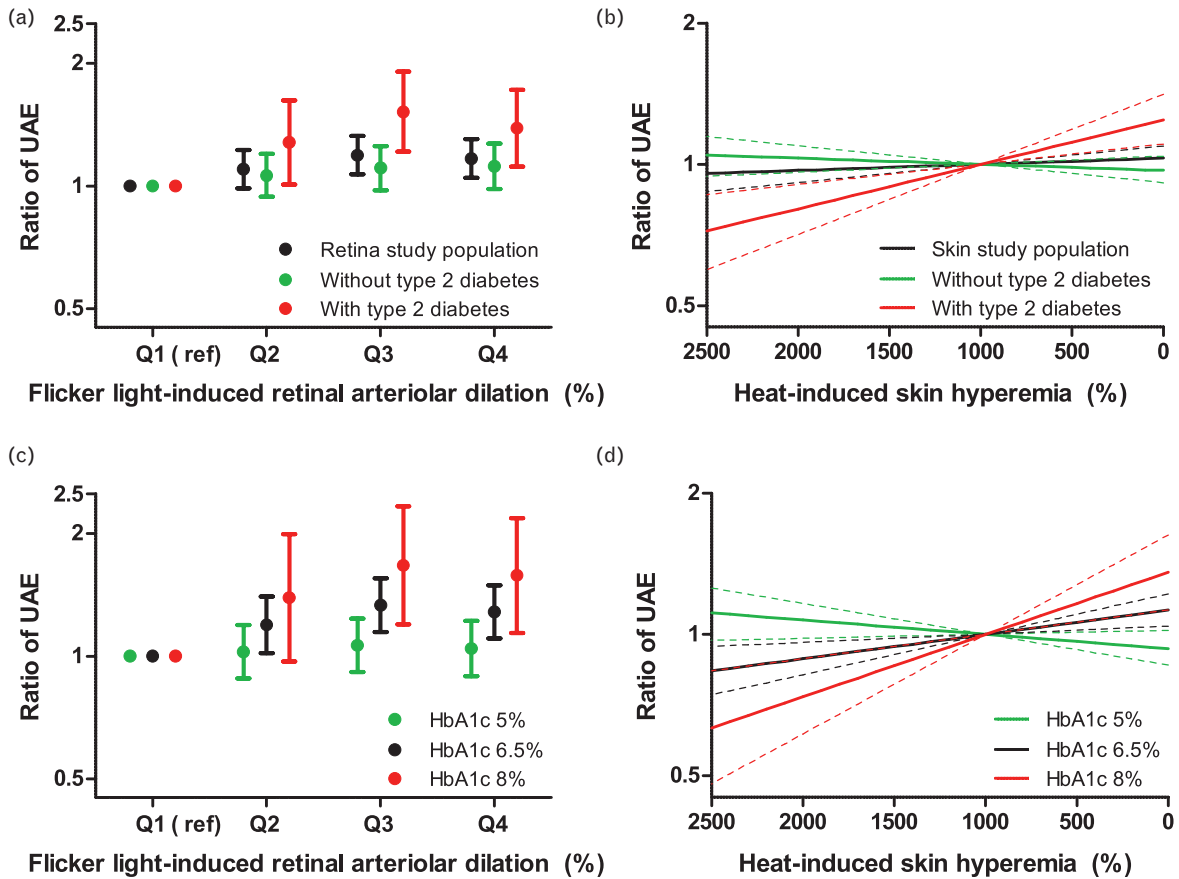 (a)
2.5
2
1
0.5
Ratio of UAE
Retina study population
Without type 2 diabetes
With type 2 diabetes
Q1 ( ref) Q2 Q3 Q4
Flicker light-induced retinal arteriolar dilation (%)
(b)
2
1
0.5
Ratio of UAE
Skin study population
Without type 2 diabetes
With type 2 diabetes
2500 2000 1500 1000 500 0
Heat-induced skin hyperemia (%)
(c)
2.5
2
1
0.5
Ratio of UAE
HbA1c 5%
HbA1c 6.5%
HbA1c 8%
Q1 ( ref) Q2 Q3 Q4
Flicker light-induced retinal arteriolar dilation (%)
(d)
2
1
0.5
Ratio of UAE
HbA1c 5%
HbA1c 6.5%
HbA1c 8%
2500 2000 1500 1000 500 0
Heat-induced skin hyperemia (%)